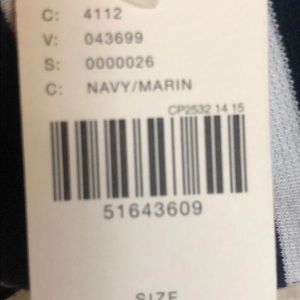 C: 4112
V: 043699
S: 0000026
C: NAVY/MARIN
CP2532 14 15
51643609
SIZE